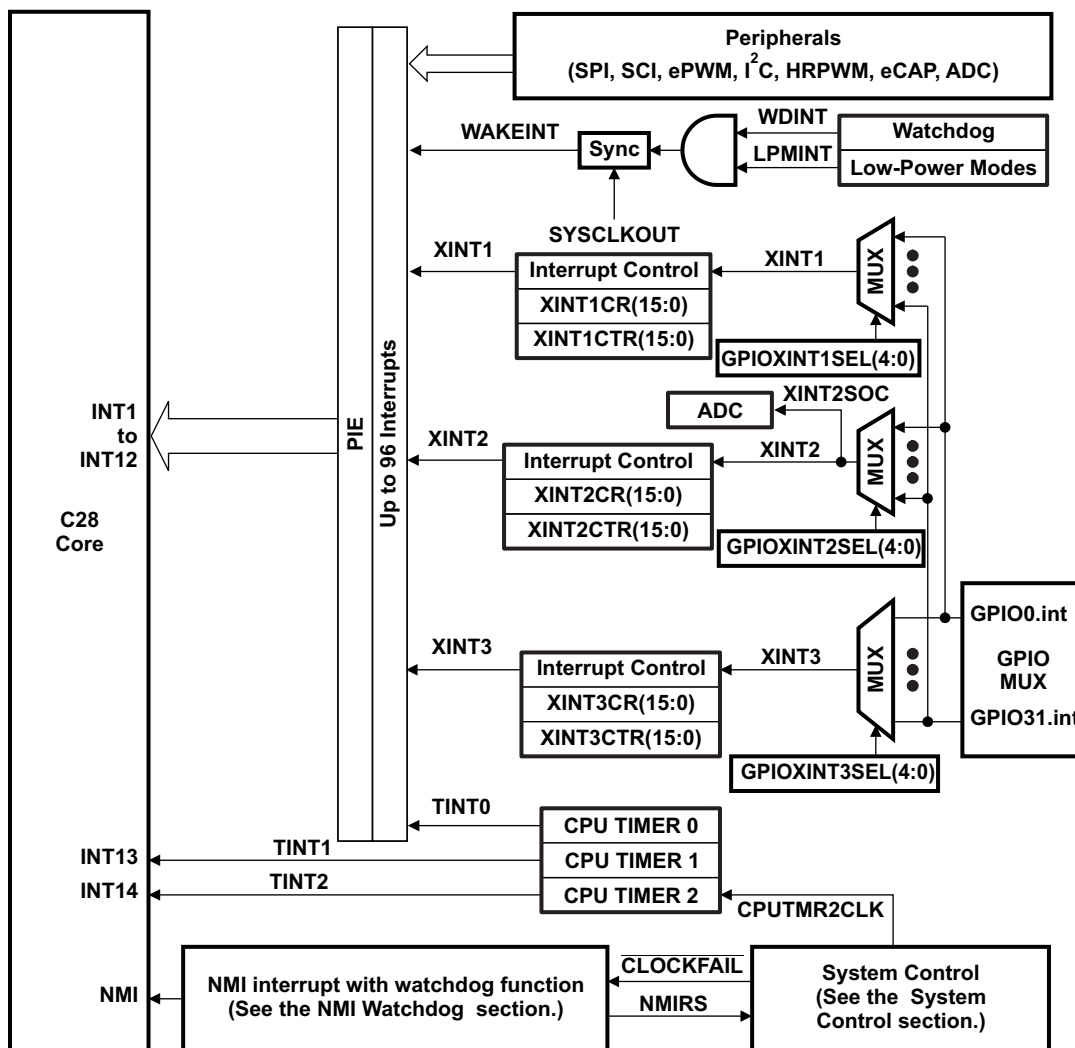 Peripherals
(SPI, SCI, ePWM, I²C, HRPWM, eCAP, ADC)
WDINT
Watchdog
WAKEINT
Sync
LPMINT
Low-Power Modes
SYSCLKOUT
XINT1
Interrupt Control
XINT1CR(15:0)
XINT1CTR(15:0)
XINT1
MUX
GPIOXINT1SEL(4:0)
XINT2SOC
ADC
INT1
to
INT12
PIE
Up to 96 Interrupts
XINT2
Interrupt Control
XINT2CR(15:0)
XINT2CTR(15:0)
XINT2
MUX
GPIOXINT2SEL(4:0)
C28
Core
XINT3
Interrupt Control
XINT3CR(15:0)
XINT3CTR(15:0)
XINT3
MUX
GPIOXINT3SEL(4:0)
GPIO0.int
GPIO
MUX
GPIO31.int
TINT0
CPU TIMER 0
INT13
TINT1
CPU TIMER 1
INT14
TINT2
CPU TIMER 2
CPUTMR2CLK
NMI
NMI interrupt with watchdog function
(See the NMI Watchdog section.)
CLOCKFAIL
NMIRS
System Control
(See the System
Control section.)